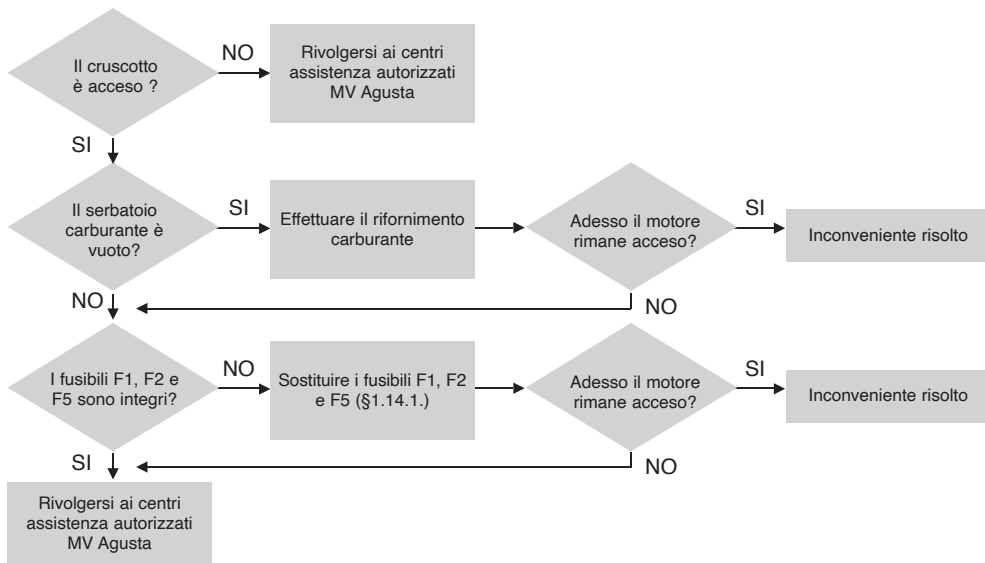 Il cruscotto
è acceso ?
NO
Rivolgersi ai centri
assistenza autorizzati
MV Agusta
SI
Il serbatoio
carburante è
vuoto?
SI
Effettuare il rifornimento
carburante
Adesso il motore
rimane acceso?
SI
Inconveniente risolto
NO
NO
I fusibili F1, F2 e
F5 sono integri?
NO
Sostituire i fusibili F1, F2
e F5 (§1.14.1.)
Adesso il motore
rimane acceso?
SI
Inconveniente risolto
SI
NO
Rivolgersi ai centri
assistenza autorizzati
MV Agusta